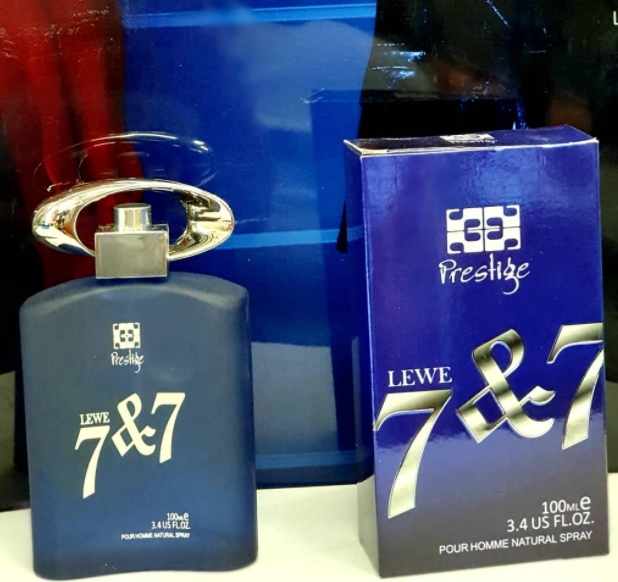 Prestige
LEWE
7&7
100ML e
3.4 US FL.OZ.
POUR HOMME NATURAL SPRAY
Prestige
Prestige
LEWE
7&7
100ML e
3.4 US FL.OZ.
POUR HOMME NATURAL SPRAY
L